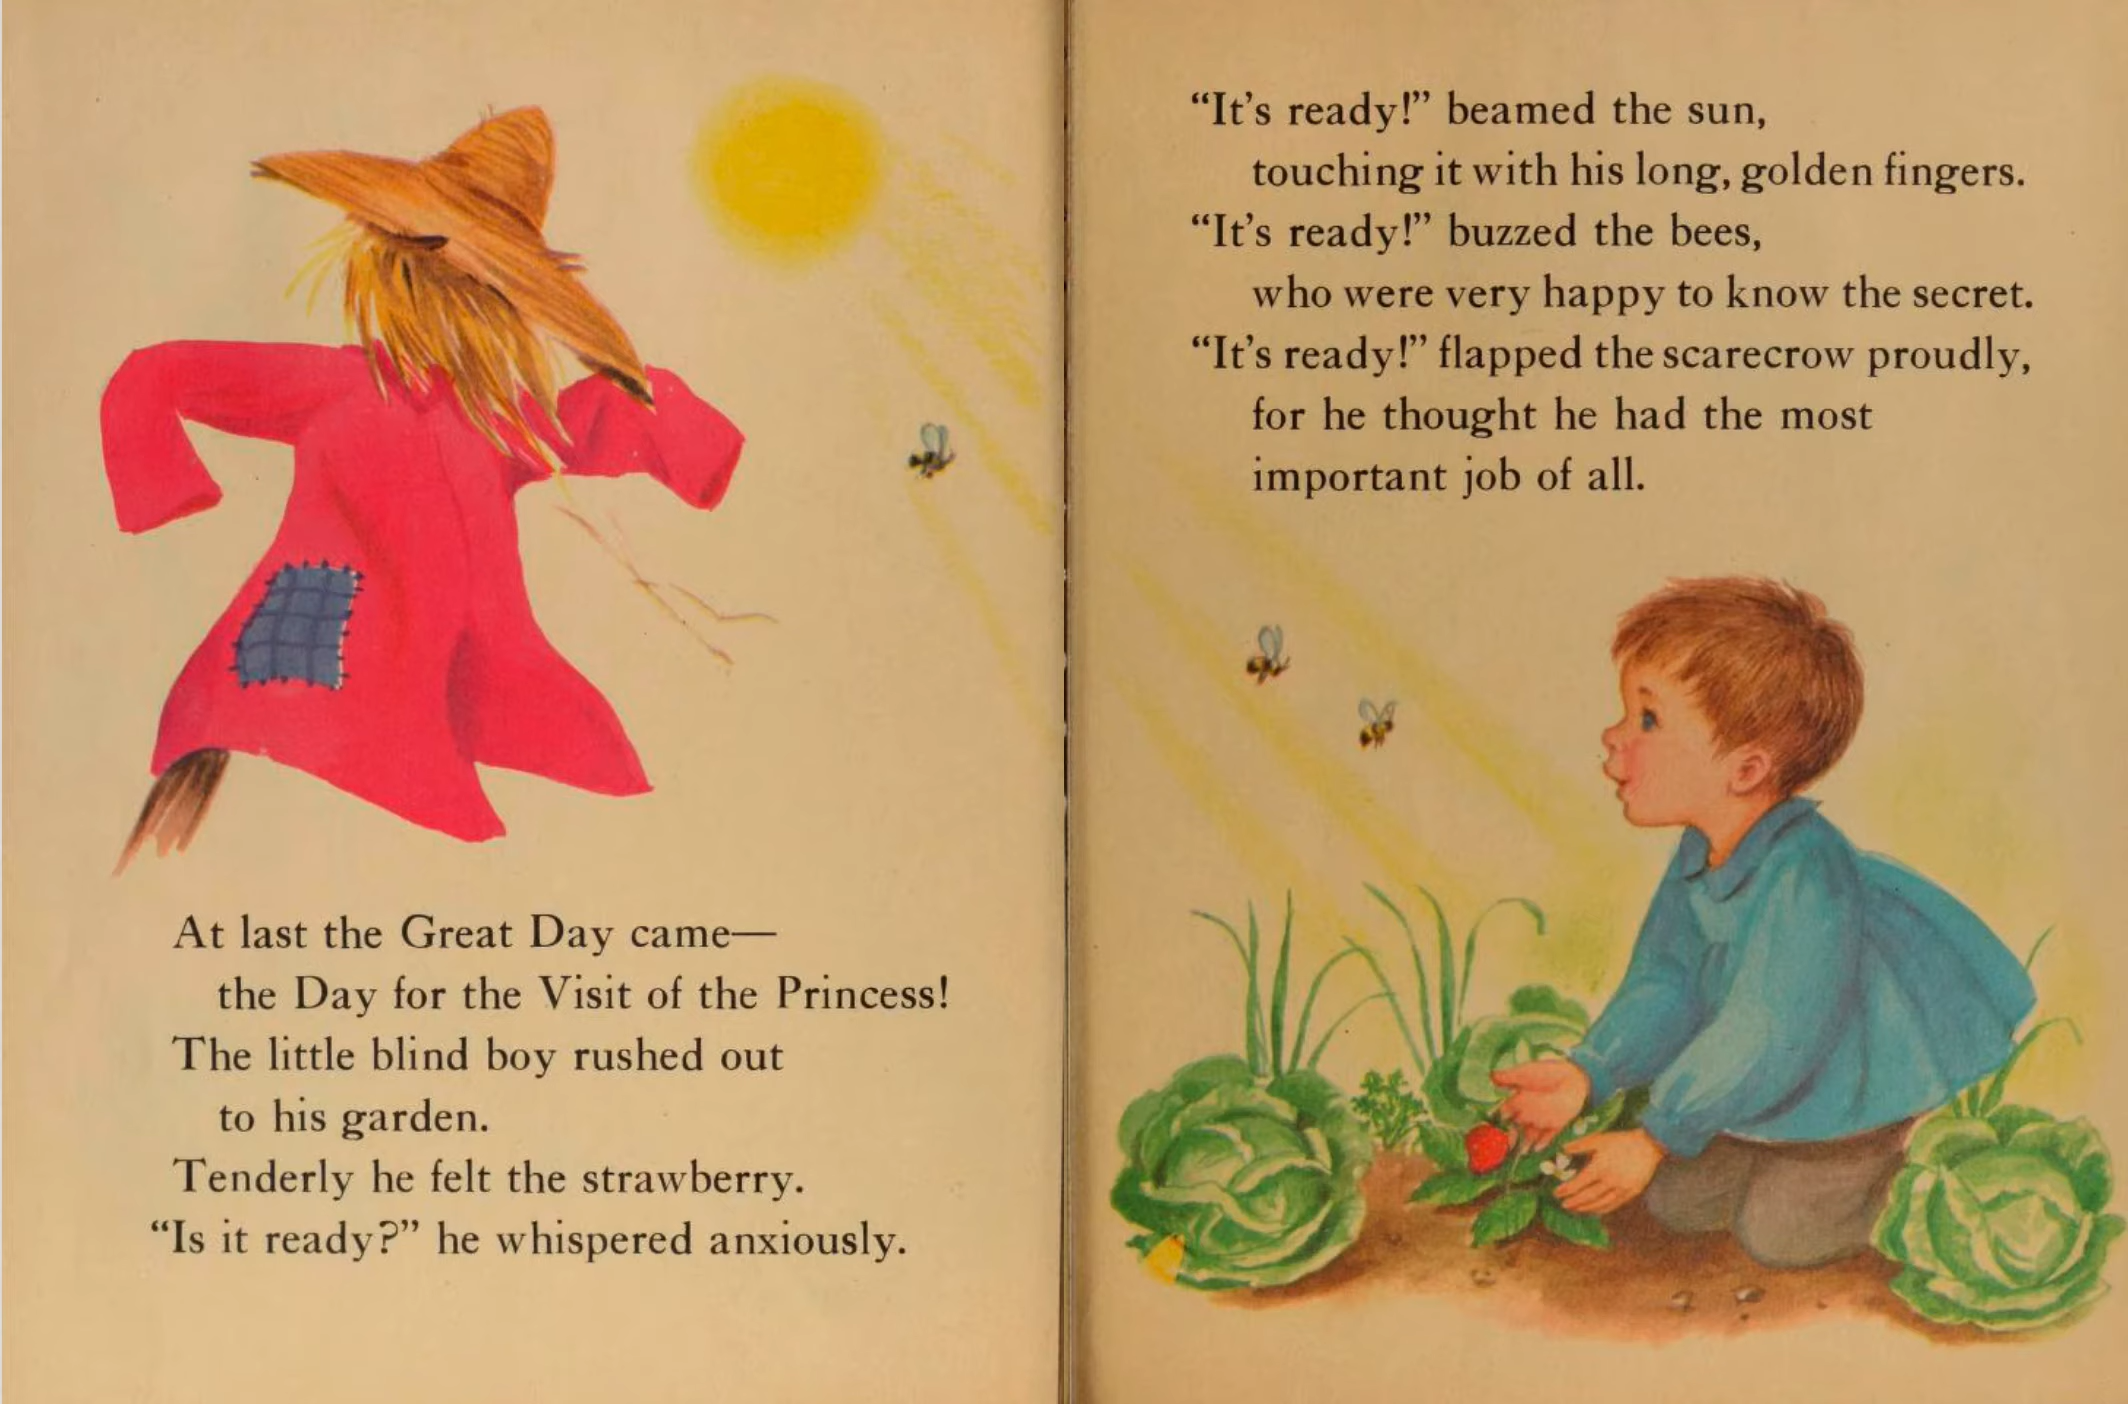 At last the Great Day came—
the Day for the Visit of the Princess!
The little blind boy rushed out
to his garden.
Tenderly he felt the strawberry.
“Is it ready?” he whispered anxiously.
“It’s ready!” beamed the sun,
touching it with his long, golden fingers.
“It’s ready!” buzzed the bees,
who were very happy to know the secret.
“It’s ready!” flapped the scarecrow proudly,
for he thought he had the most
important job of all.